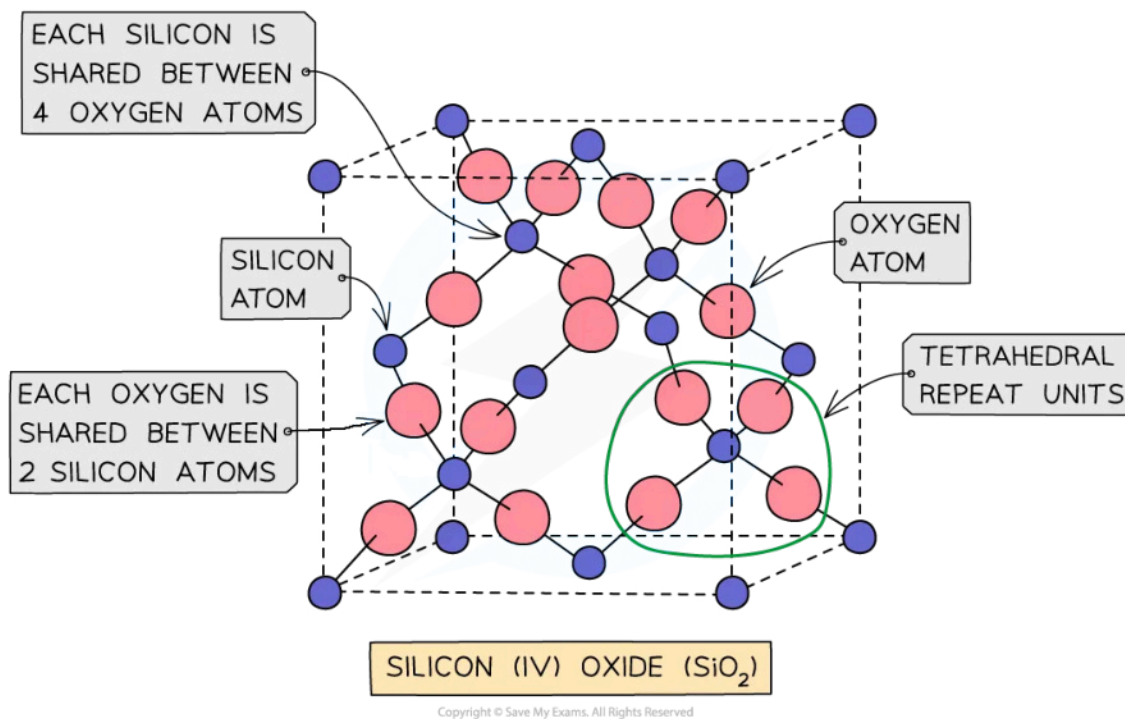 EACH SILICON IS
SHARED BETWEEN
4 OXYGEN ATOMS
SILICON
ATOM
OXYGEN
ATOM
EACH OXYGEN IS
SHARED BETWEEN
2 SILICON ATOMS
TETRAHEDRAL
REPEAT UNITS
SILICON (IV) OXIDE (SiO₂)
Copyright © Save My Exams. All Rights Reserved